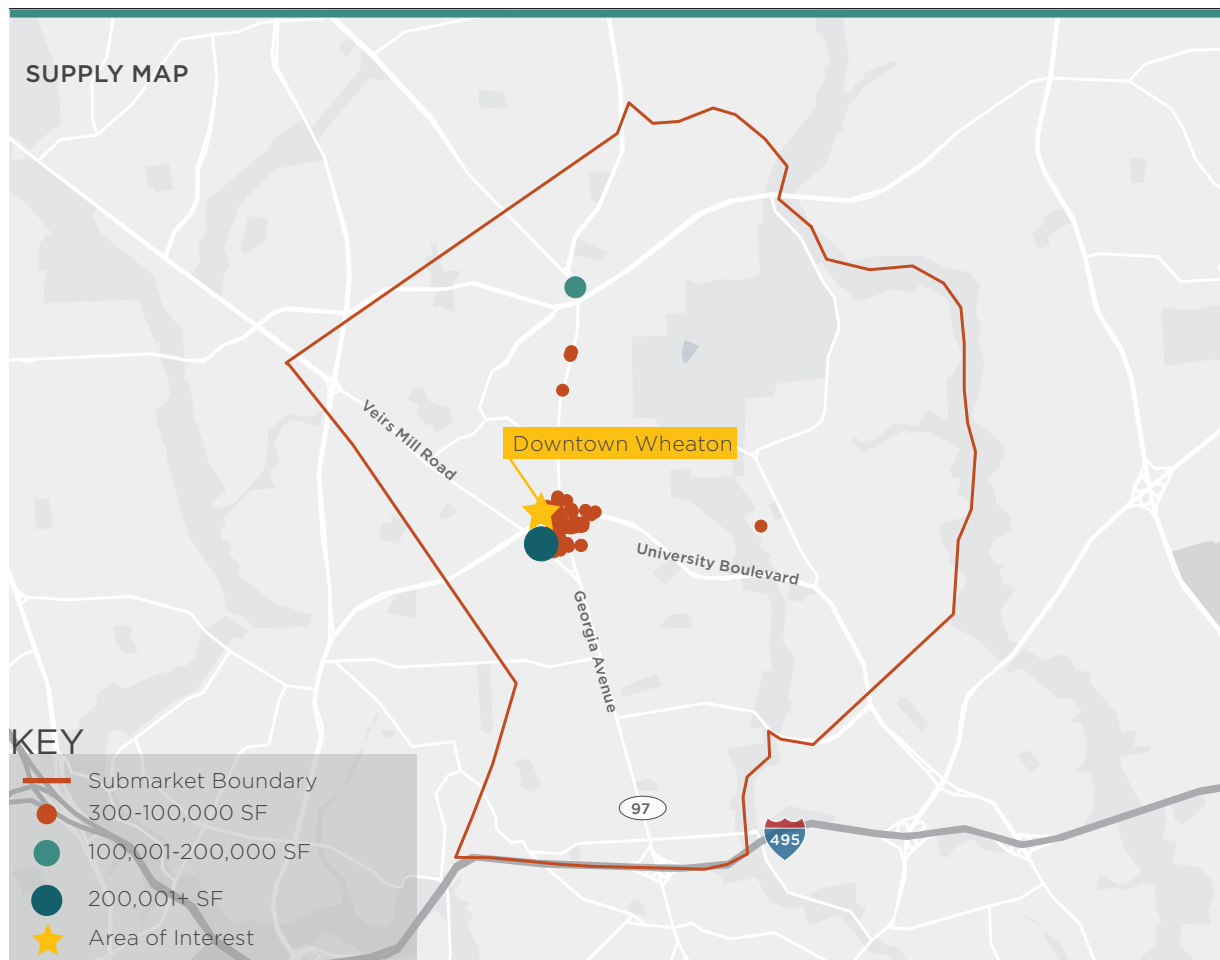 SUPPLY MAP
Veirs Mill Road
Downtown Wheaton
University Boulevard
Georgia Avenue
97
495
KEY
Submarket Boundary
300-100,000 SF
100,001-200,000 SF
200,001+ SF
Area of Interest